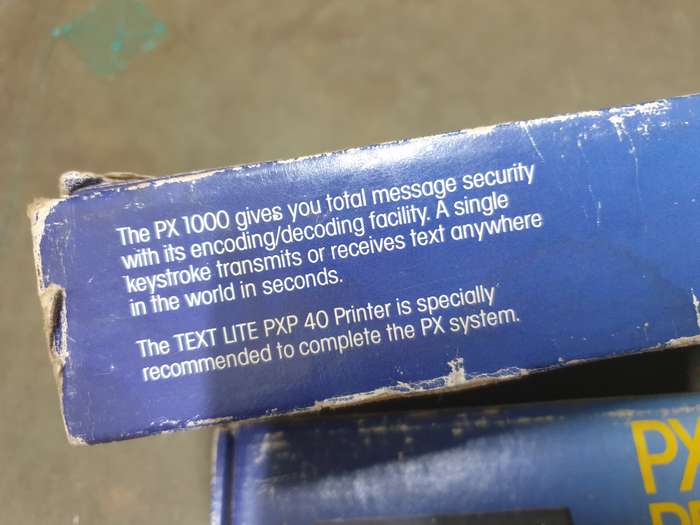 The PX 1000 gives you total message security
with its encoding/decoding facility. A single
keystroke transmits or receives text anywhere
in the world in seconds.
The TEXT LITE PXP 40 Printer is specially
recommended to complete the PX system.
PX